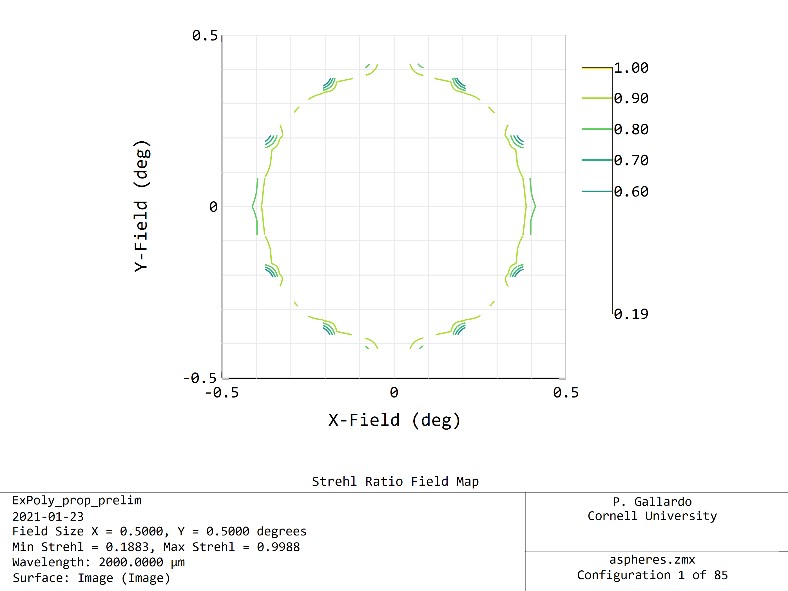 0.5
0
-0.5
-0.5
0
0.5
Y-Field (deg)
X-Field (deg)
1.00
0.90
0.80
0.70
0.60
0.19
Strehl Ratio Field Map
ExPoly_prop_prelim
2021-01-23
Field Size X = 0.5000, Y = 0.5000 degrees
Min Strehl = 0.1883, Max Strehl = 0.9988
Wavelength: 2000.0000 µm
Surface: Image (Image)
P. Gallardo
Cornell University
aspheres.zmx
Configuration 1 of 85